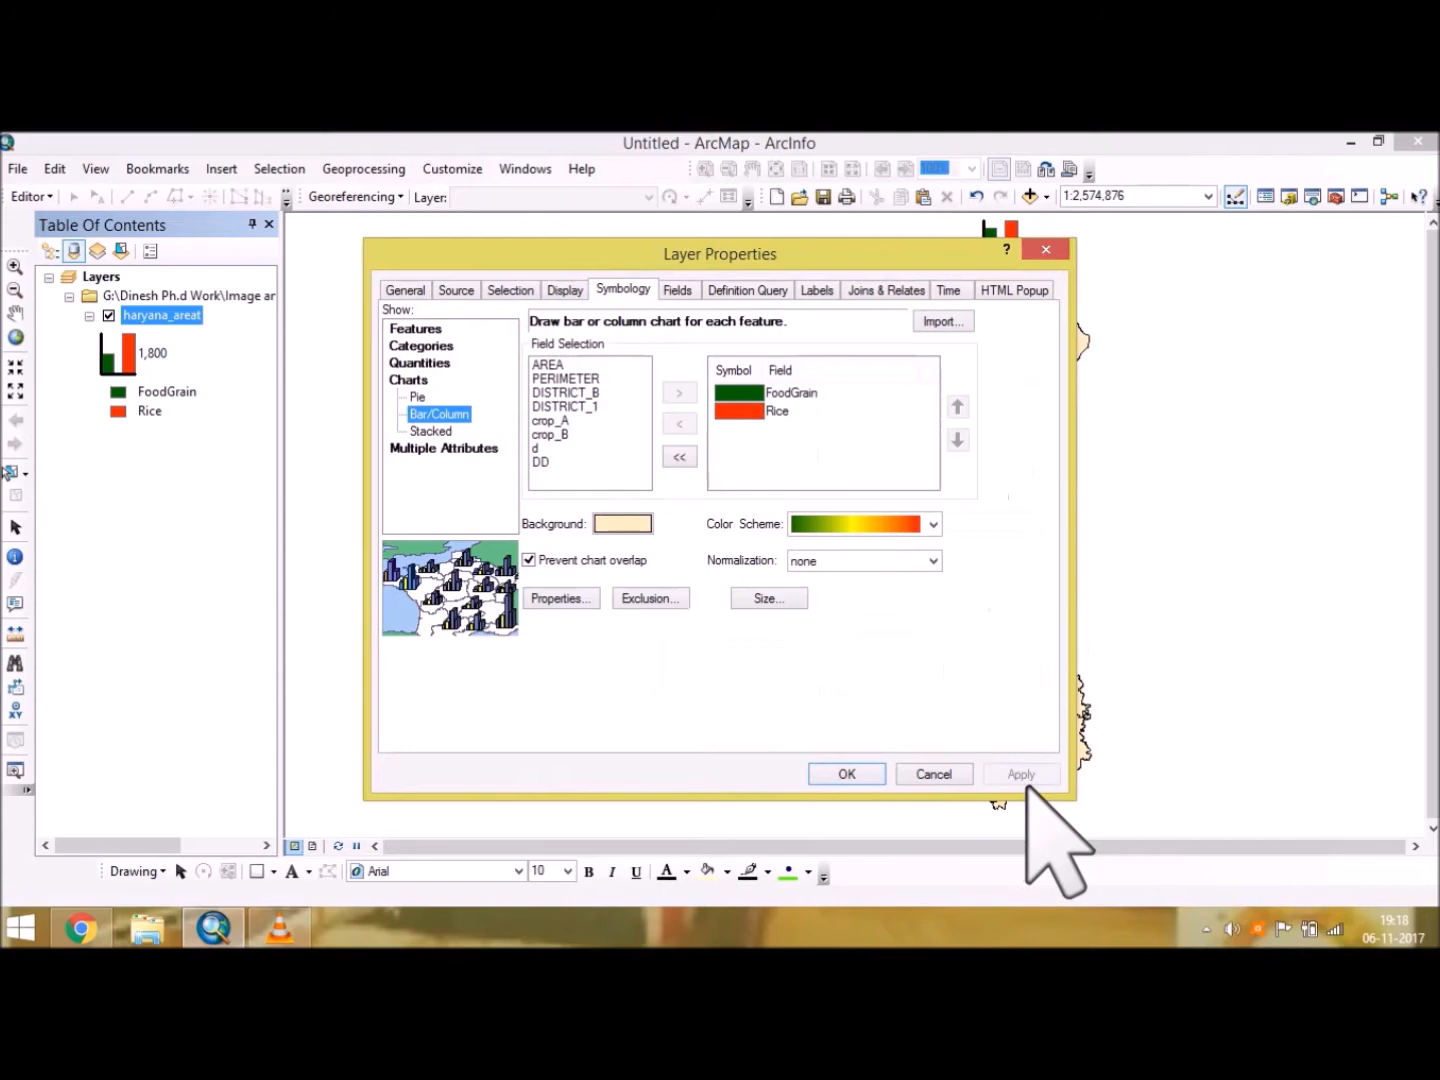 Untitled - ArcMap - ArcInfo
File Edit View Bookmarks Insert Selection Geoprocessing Customize Windows Help 100%
Editor Georeferencing Layer: 1:2,574,876
Table Of Contents
Layers
G:\Dinesh Ph.d Work\Image ar
haryana_areat
1,800
FoodGrain
Rice
Layer Properties
?
General Source Selection Display Symbology Fields Definition Query Labels Joins & Relates Time HTML Popup
Show:
Features
Categories
Quantities
Charts
Pie
Bar/Column
Stacked
Multiple Attributes
Draw bar or column chart for each feature.
Import...
Field Selection
AREA
PERIMETER
DISTRICT_B
DISTRICT_1
crop_A
crop_B
d
DD
>
<
<<
Symbol Field
FoodGrain
Rice
Background:
Color Scheme:
Prevent chart overlap
Normalization: none
Properties... Exclusion... Size...
OK Cancel Apply
XY
Drawing A Arial 10 B I U A
19:18
06-11-2017